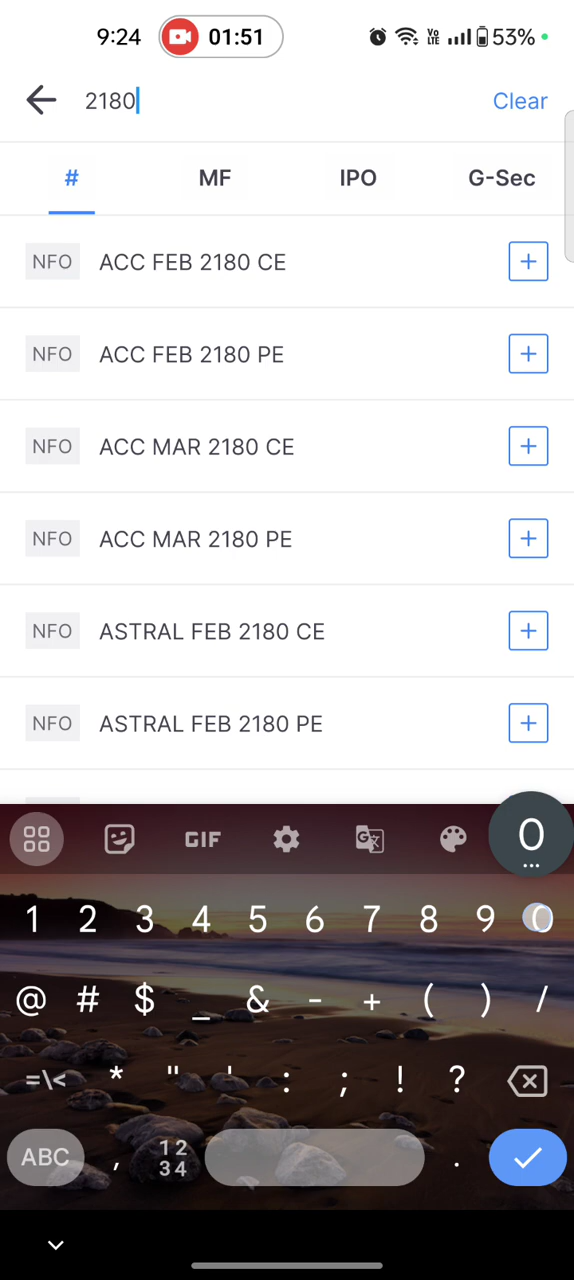 9:24 01:51 Vo LTE 53%
2180 Clear
# MF IPO G-Sec
NFO ACC FEB 2180 CE +
NFO ACC FEB 2180 PE +
NFO ACC MAR 2180 CE +
NFO ACC MAR 2180 PE +
NFO ASTRAL FEB 2180 CE +
NFO ASTRAL FEB 2180 PE +
GIF 0 ...
1 2 3 4 5 6 7 8 9 0
@ # $ _ & - + ( ) /
=\< * " ' : ; ! ?
ABC , 12 34 .